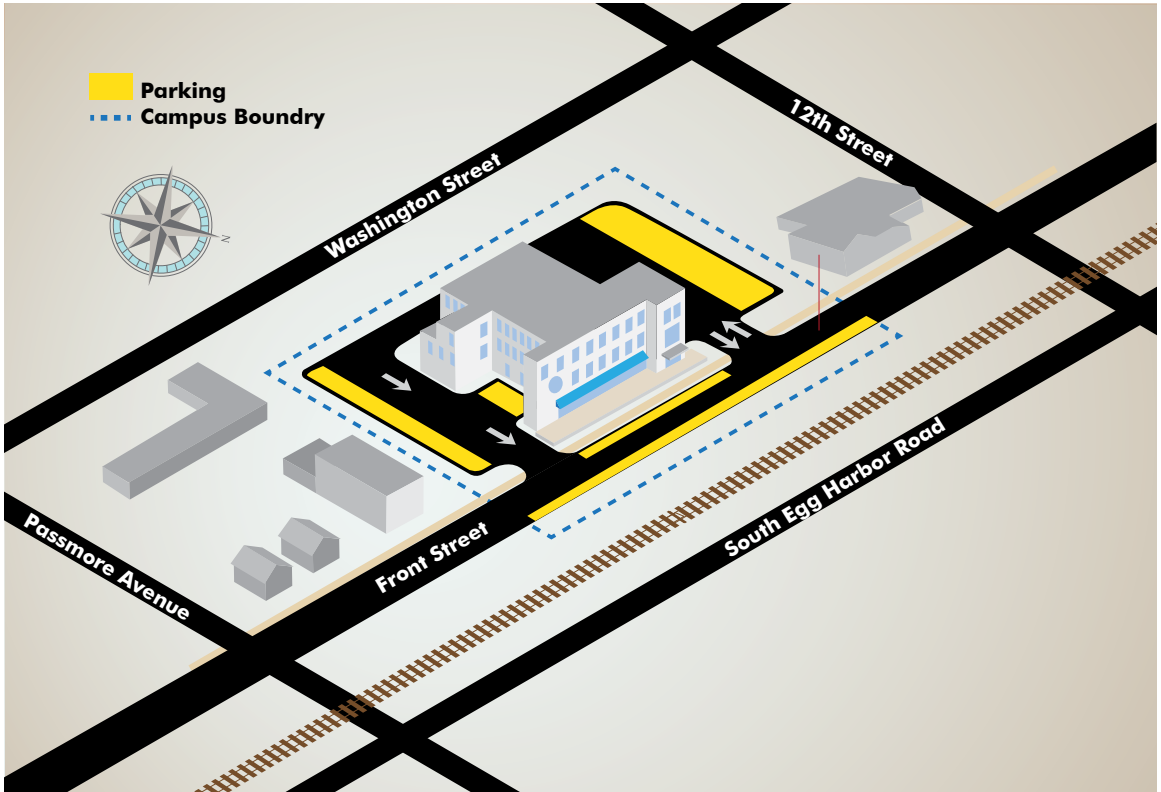 Parking
Campus Boundry
12th Street
Washington Street
N
South Egg Harbor Road
Front Street
Passmore Avenue